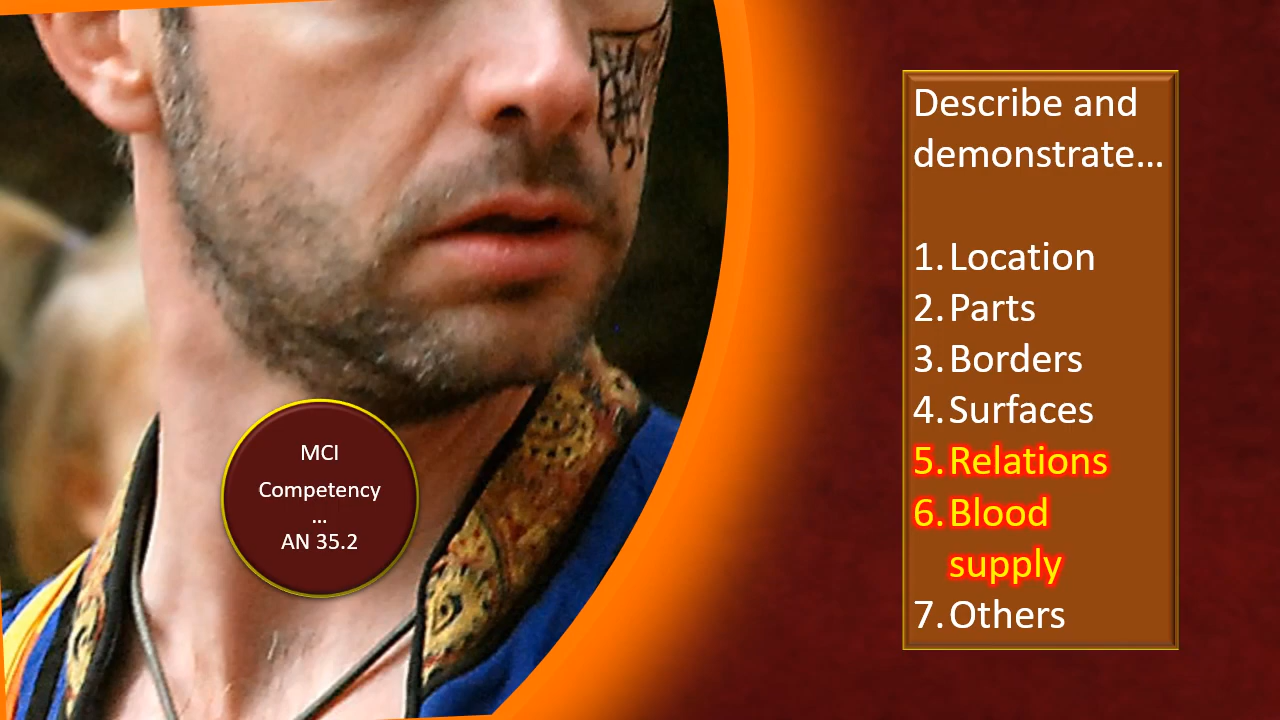 MCI
Competency
...
AN 35.2
Describe and
demonstrate...
1. Location
2. Parts
3. Borders
4. Surfaces
5. Relations
6. Blood
supply
7. Others